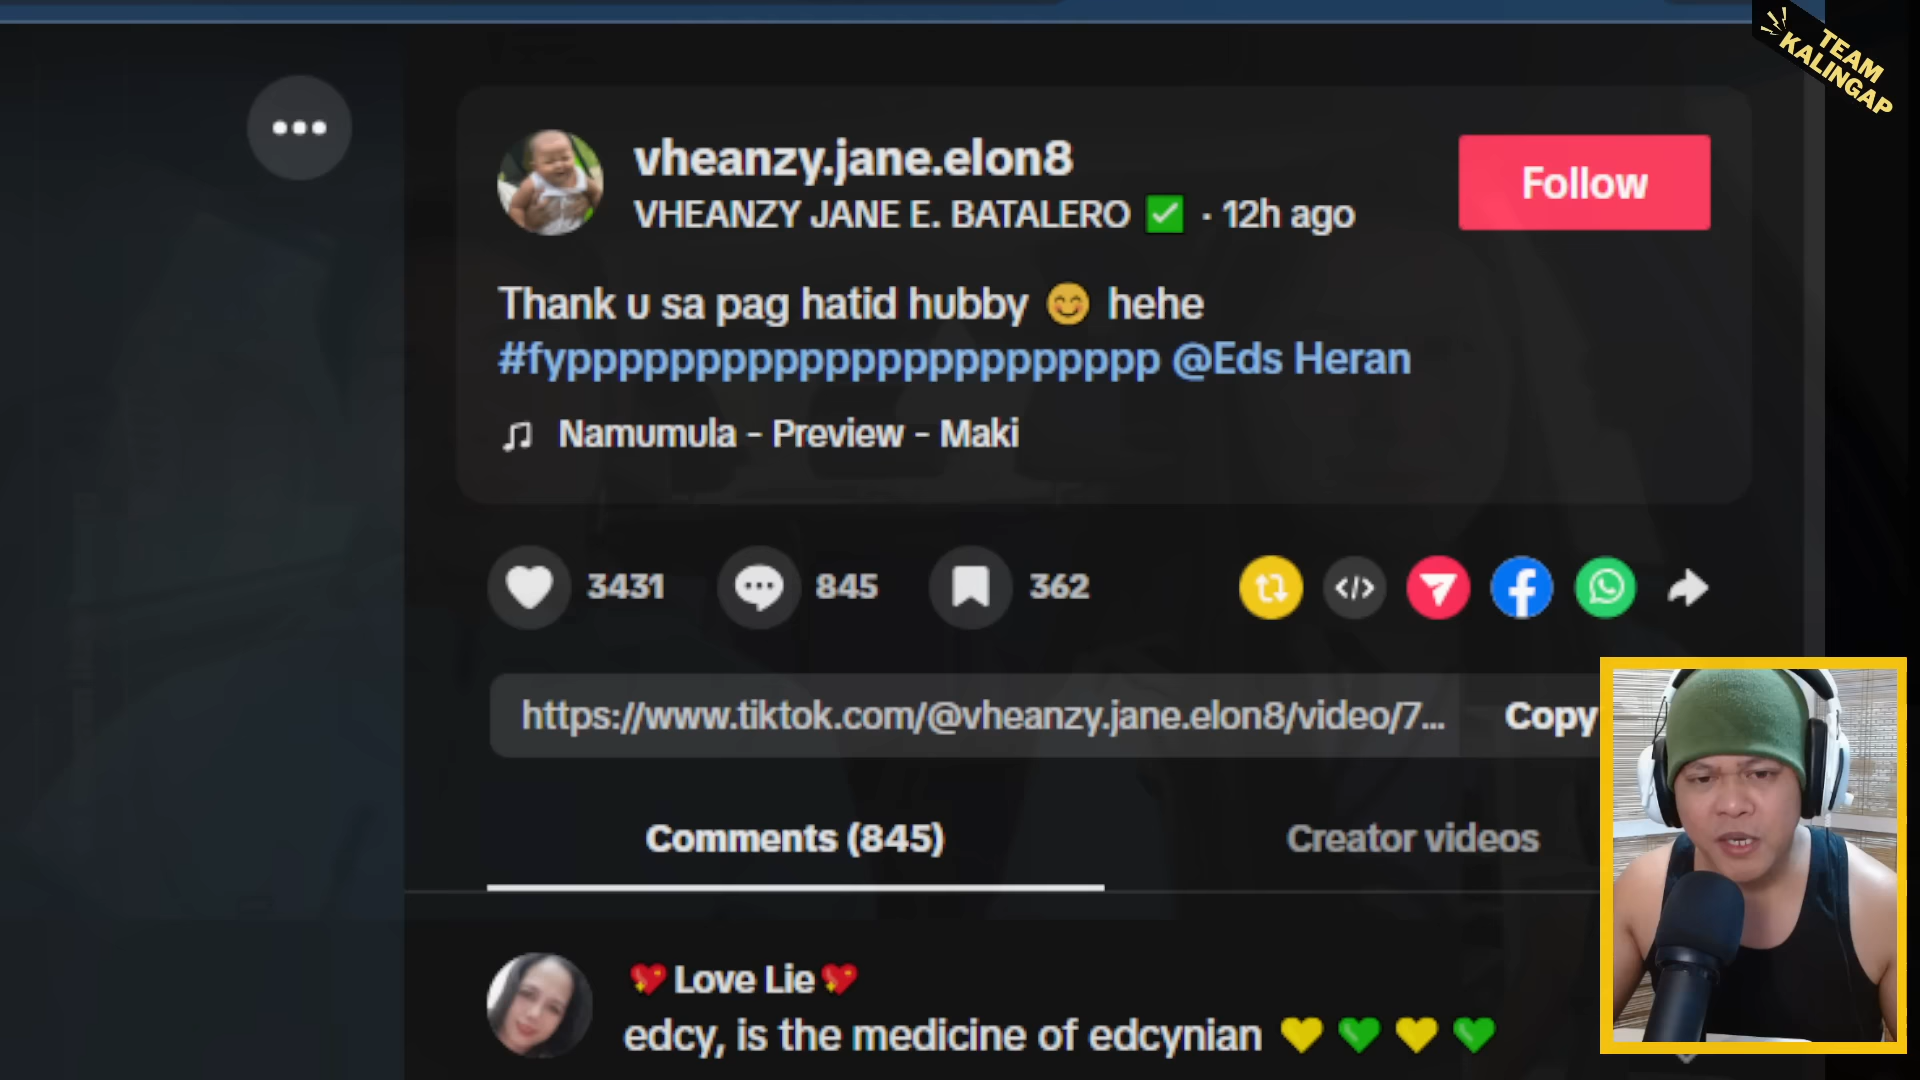 TEAM
KALINGAP
vheanzy.jane.elon8
VHEANZY JANE E. BATALERO ✅ · 12h ago
Follow
Thank u sa pag hatid hubby 😊 hehe
#fyppppppppppppppppppppppp @Eds Heran
Namumula - Preview - Maki
3431
845
362
https://www.tiktok.com/@vheanzy.jane.elon8/video/7...
Copy
Comments (845)
Creator videos
💖Love Lie💖
edcy, is the medicine of edcynian 💛💚💛💚